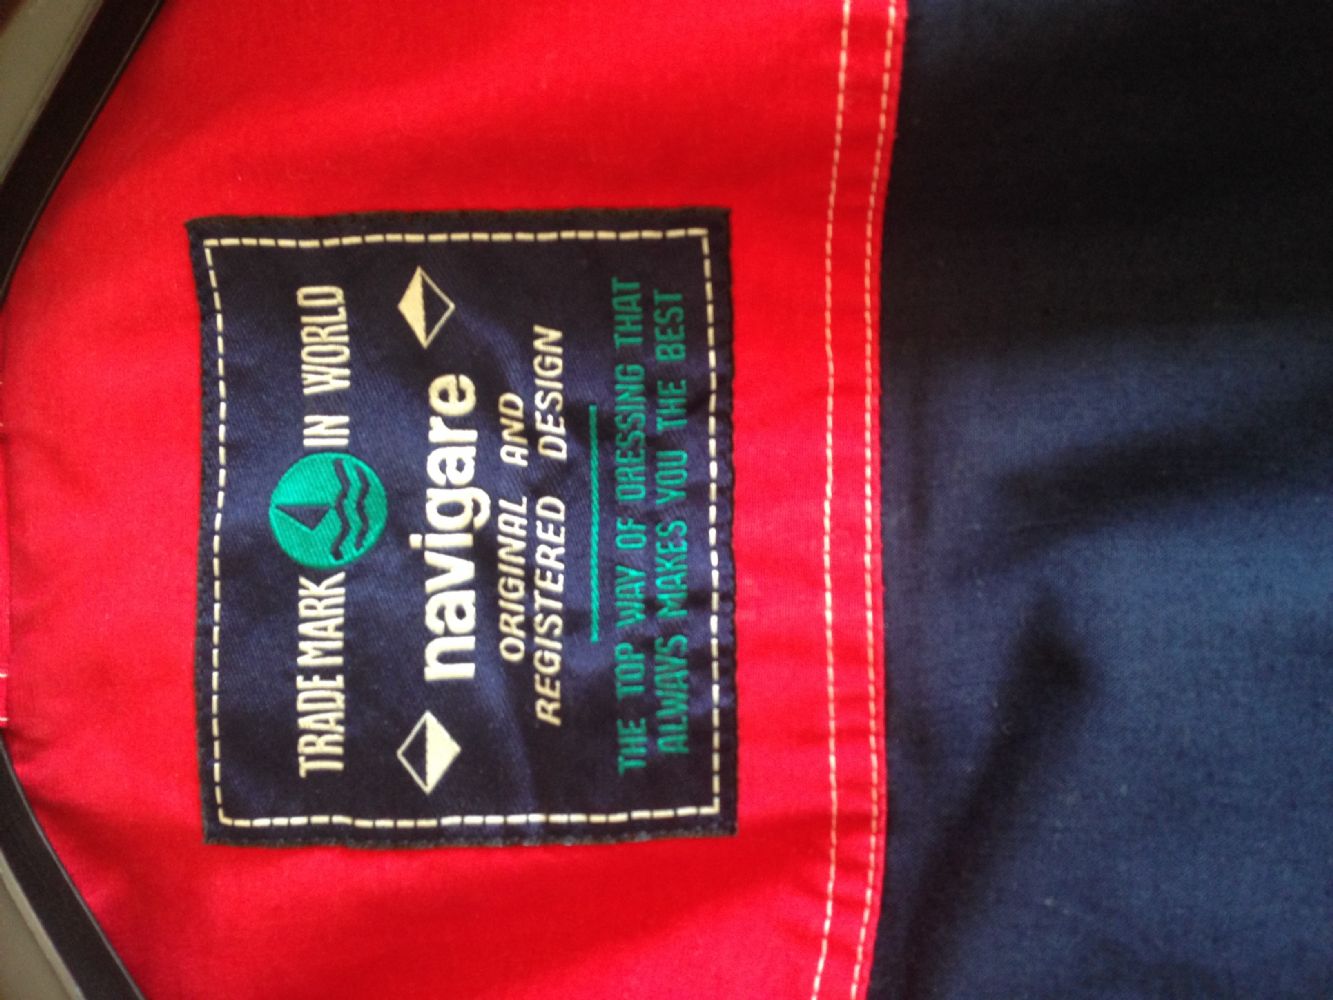 TRADE MARK IN WORLD
navigare
ORIGINAL AND
REGISTERED DESIGN
THE TOP WAY OF DRESSING THAT
ALWAYS MAKES YOU THE BEST